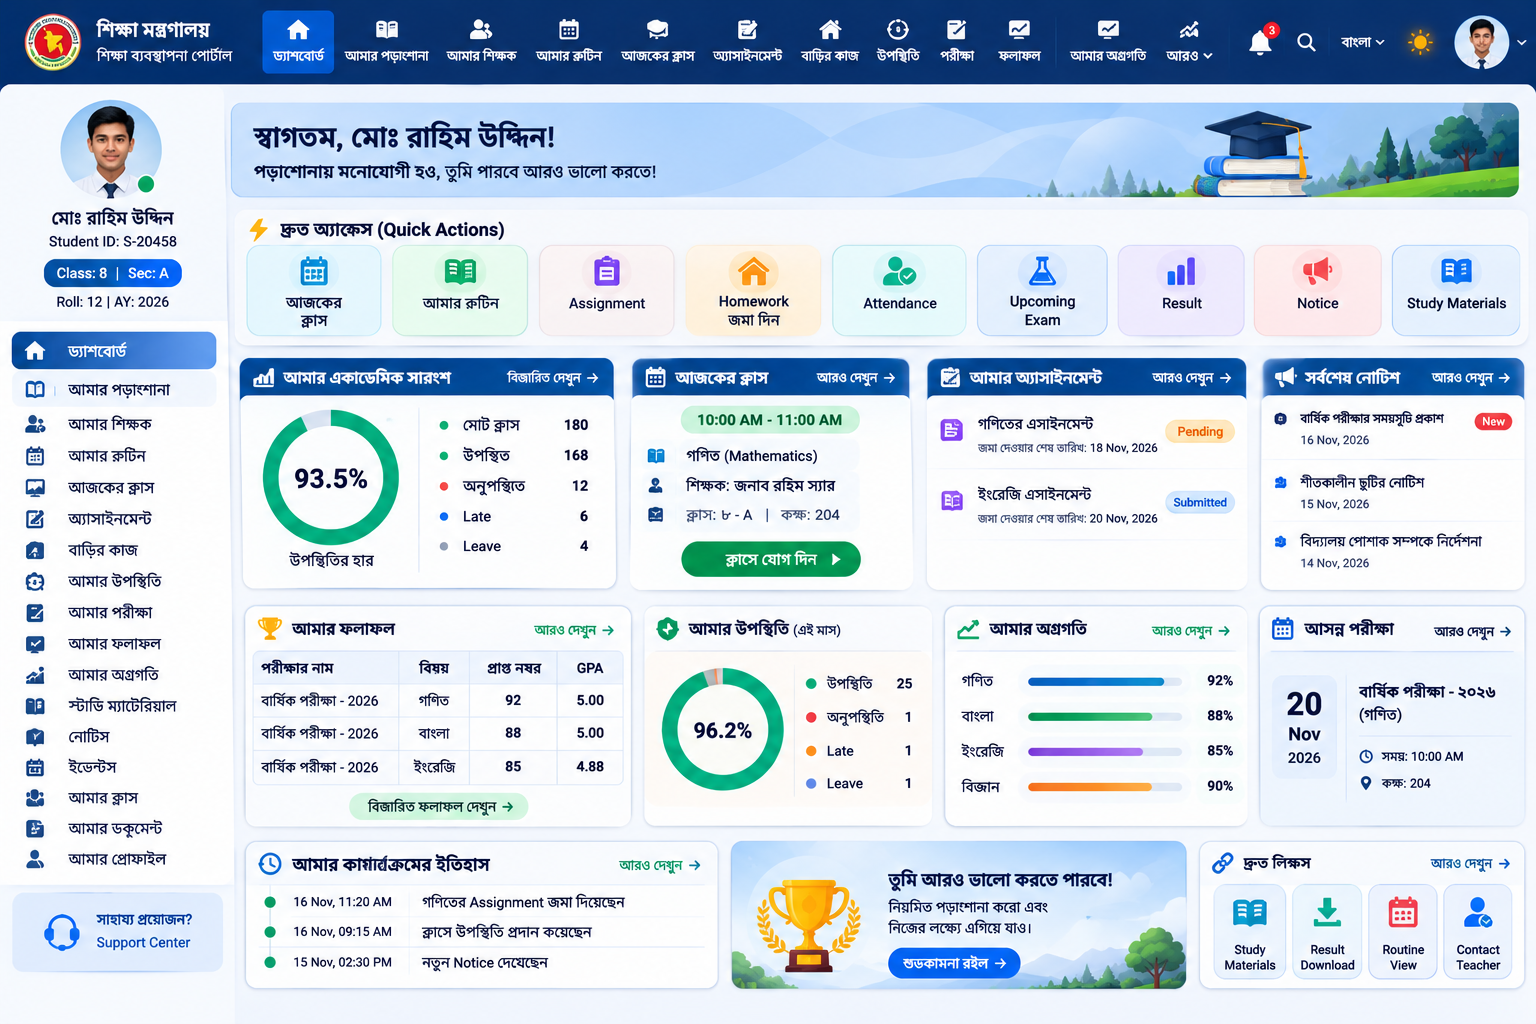 শিক্ষা মন্ত্রণালয়
শিক্ষা ব্যবস্থাপনা পোর্টাল
ড্যাশবোর্ড
আমার পড়াংশানা
আমার শিক্ষক
আমার রুটিন
আজকের ক্লাস
অ্যাসাইনমেন্ট
বাড়ির কাজ
উপস্থিতি
পরীক্ষা
ফলাফল
আমার অগ্রগতি
আরও
3
বাংলা
মোঃ রাহিম উদ্দিন
Student ID: S-20458
Class: 8 | Sec: A
Roll: 12 | AY: 2026
ড্যাশবোর্ড
আমার পড়াংশানা
আমার শিক্ষক
আমার রুটিন
আজকের ক্লাস
অ্যাসাইনমেন্ট
বাড়ির কাজ
আমার উপস্থিতি
আমার পরীক্ষা
আমার ফলাফল
আমার অগ্রগতি
স্টাডি ম্যাটেরিয়াল
নোটিস
ইভেন্টস
আমার ক্লাস
আমার ডকুমেন্ট
আমার প্রোফাইল
সাহায্য প্রয়োজন?
Support Center
স্বাগতম, মোঃ রাহিম উদ্দিন!
পড়াশোনায় মনোযোগী হও, তুমি পারবে আরও ভালো করতে!
দ্রুত অ্যাকেস (Quick Actions)
আজকের
ক্লাস
আমার রুটিন
Assignment
Homework
জমা দিন
Attendance
Upcoming
Exam
Result
Notice
Study Materials
আমার একাডেমিক সারংশ
বিজারিত দেখুন →
93.5%
উপস্থিতির হার
মোট ক্লাস 180
উপস্থিত 168
অনুপস্থিতে 12
Late 6
Leave 4
আজকের ক্লাস
আরও দেখুন →
10:00 AM - 11:00 AM
গণিত (Mathematics)
শিক্ষক: জনাব রহিম স্যার
ক্লাস: ৮ - A | কক্ষ: 204
ক্লাসে যোগ দিন
আমার অ্যাসাইনমেন্ট
আরও দেখুন →
গণিতের এসাইনমেন্ট
জমা দেওয়ার শেষ তারিখ: 18 Nov, 2026
Pending
ইংরেজি এসাইনমেন্ট
জমা দেওয়ার শেষ তারিখ: 20 Nov, 2026
Submitted
সর্বশেষ নোটিশ
আরও দেখুন →
বার্ষিক পরীক্ষার সময়সূচি প্রকাশ
New
16 Nov, 2026
শীতকালীন ছুটির নোটিশ
15 Nov, 2026
বিদ্যালয় পোশাক সম্পকে নির্দেশনা
14 Nov, 2026
আমার ফলাফল
আরও দেখুন →
পরীক্ষার নাম বিষয় প্রাপ্ত নম্বর GPA
বার্ষিক পরীক্ষা - 2026 গণিত 92 5.00
বার্ষিক পরীক্ষা - 2026 বাংলা 88 5.00
বার্ষিক পরীক্ষা - 2026 ইংরেজি 85 4.88
বিজারিত ফলাফল দেখুন →
আমার উপস্থিতি (এই মাস)
96.2%
উপস্থিতি 25
অনুপস্থিতি 1
Late 1
Leave 1
আমার অগ্রগতি
আরও দেখুন →
গণিত 92%
বাংলা 88%
ইংরেজি 85%
বিজ্ঞান 90%
আসন্ন পরীক্ষা
আরও দেখুন →
20
Nov
2026
বার্ষিক পরীক্ষা - ২০২৬
(গণিত)
সময়: 10:00 AM
কক্ষ: 204
আমার ইতিহাস
আরও দেখুন →
16 Nov, 11:20 AM গণিতের Assignment জমা দিয়েছেন
16 Nov, 09:15 AM ক্লাসে উপস্থিতি প্রদান কয়েছেন
15 Nov, 02:30 PM নতুন Notice দেযেছেন
তুমি আরও ভালো করতে পারবে!
নিয়মিত পড়াংশানা করো এবং
নিজের লক্ষ্যে এগিয়ে যাও।
শুভকামনা রইল →
দ্রুত লিঙ্কস
আরও দেখুন →
Study
Materials
Result
Download
Routine
View
Contact
Teacher